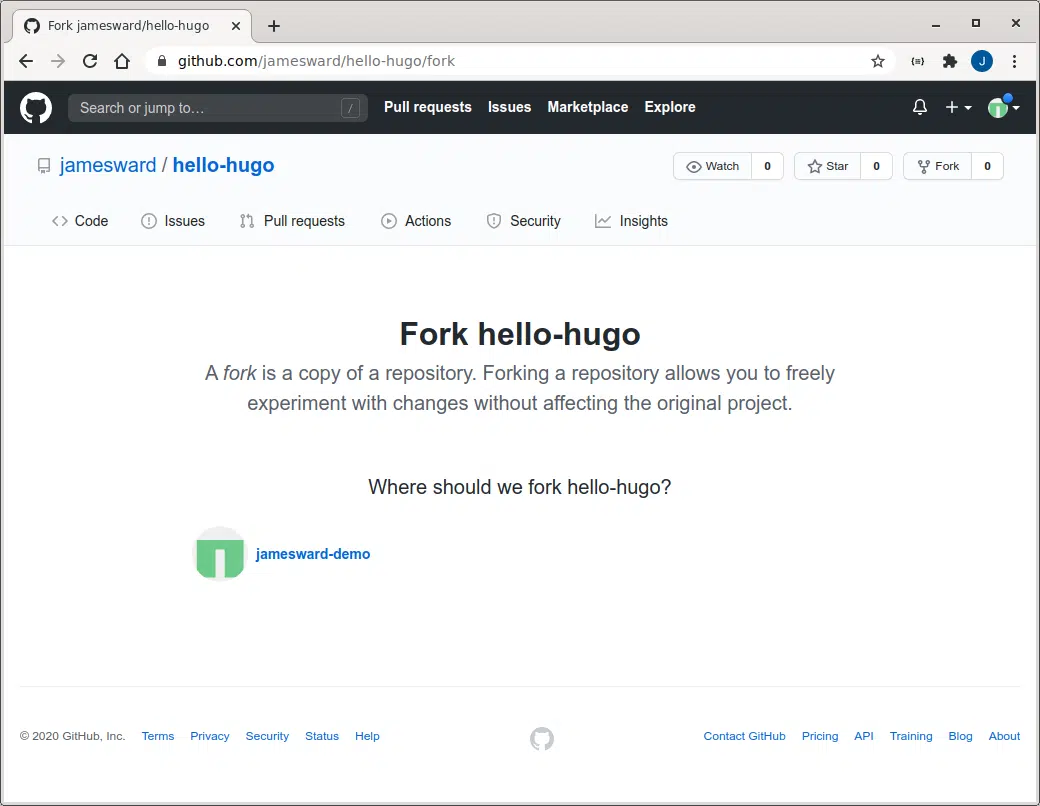 Fork jamesward/hello-hugo
github.com/jamesward/hello-hugo/fork
J
Search or jump to… /
Pull requests Issues Marketplace Explore
jamesward / hello-hugo
Watch 0 Star 0 Fork 0
Code Issues Pull requests Actions Security Insights
Fork hello-hugo
A fork is a copy of a repository. Forking a repository allows you to freely
experiment with changes without affecting the original project.
Where should we fork hello-hugo?
jamesward-demo
© 2020 GitHub, Inc. Terms Privacy Security Status Help Contact GitHub Pricing API Training Blog About